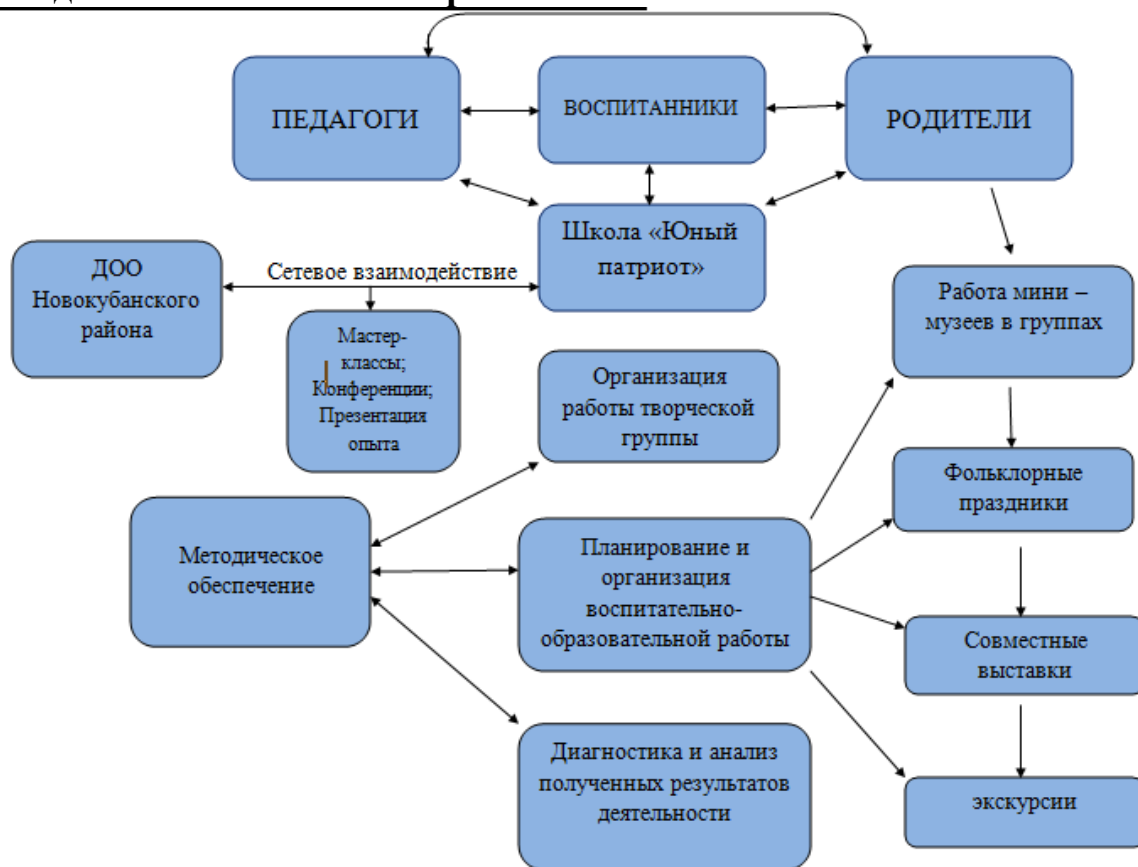 ПЕДАГОГИ
ВОСПИТАННИКИ
РОДИТЕЛИ
Школа «Юный
патриот»
ДОО
Новокубанского
района
Сетевое взаимодействие
Мастер-
классы;
Конференции;
Презентация
опыта
Работа мини –
музеев в группах
Организация
работы творческой
группы
Фольклорные
праздники
Методическое
обеспечение
Планирование и
организация
воспитательно-
образовательной работы
Совместные
выставки
Диагностика и анализ
полученных результатов
деятельности
экскурсии